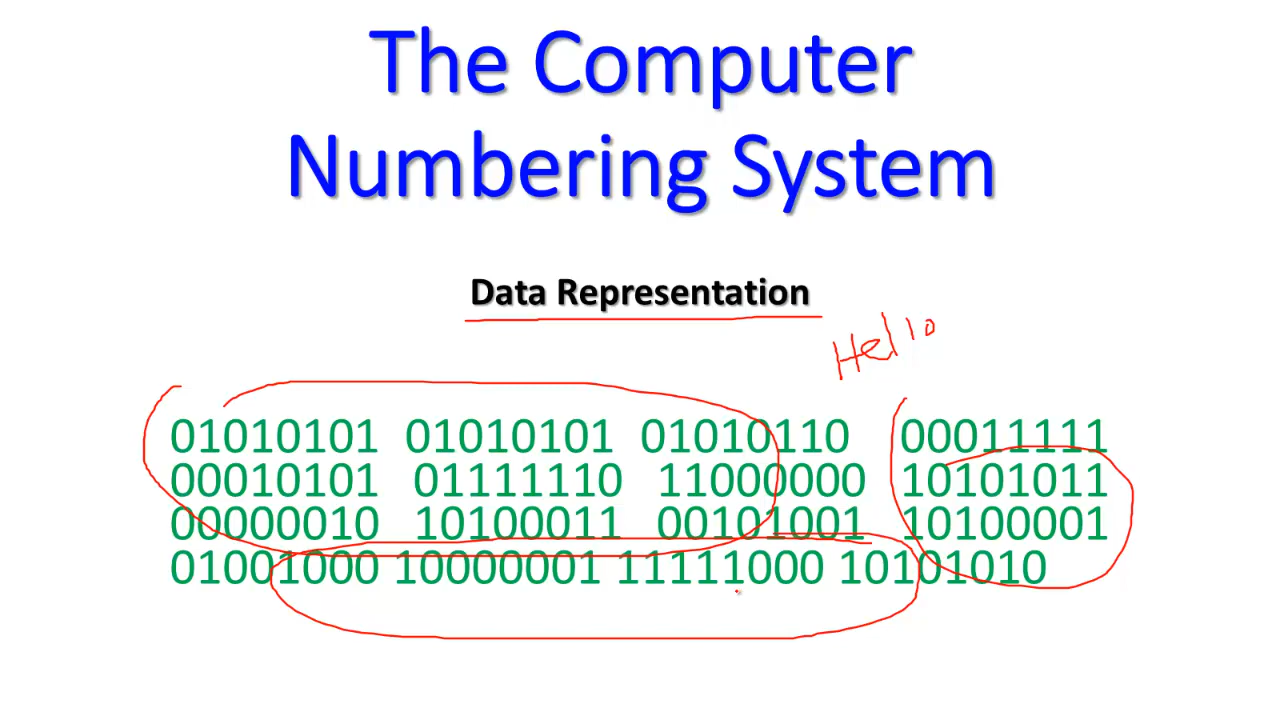 The Computer
Numbering System
Data Representation
Hello
01010101 01010101 01010110 00011111
00010101 01111110 11000000 10101011
00000010 10100011 00101001 10100001
01001000 10000001 11111000 10101010